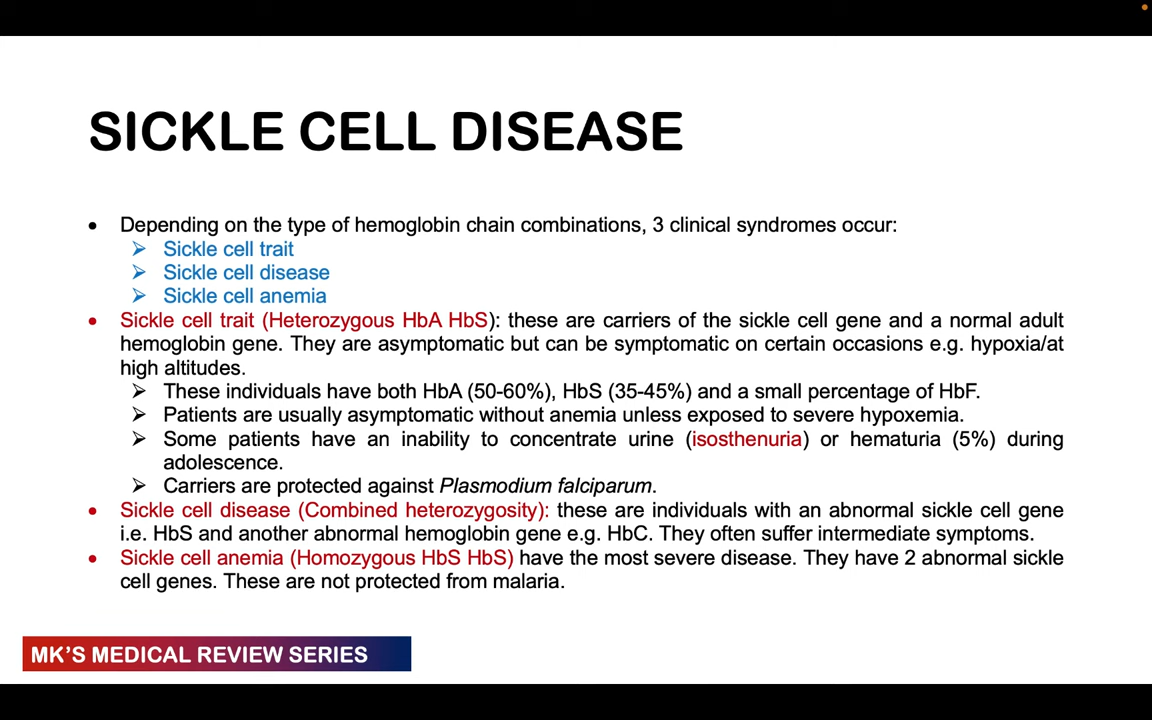 SICKLE CELL DISEASE
• Depending on the type of hemoglobin chain combinations, 3 clinical syndromes occur:
➢ Sickle cell trait
➢ Sickle cell disease
➢ Sickle cell anemia
• Sickle cell trait (Heterozygous HbA HbS): these are carriers of the sickle cell gene and a normal adult
hemoglobin gene. They are asymptomatic but can be symptomatic on certain occasions e.g. hypoxia/at
high altitudes.
➢ These individuals have both HbA (50-60%), HbS (35-45%) and a small percentage of HbF.
➢ Patients are usually asymptomatic without anemia unless exposed to severe hypoxemia.
➢ Some patients have an inability to concentrate urine (isosthenuria) or hematuria (5%) during
adolescence.
➢ Carriers are protected against Plasmodium falciparum.
• Sickle cell disease (Combined heterozygosity): these are individuals with an abnormal sickle cell gene
i.e. HbS and another abnormal hemoglobin gene e.g. HbC. They often suffer intermediate symptoms.
• Sickle cell anemia (Homozygous HbS HbS) have the most severe disease. They have 2 abnormal sickle
cell genes. These are not protected from malaria.
MK'S MEDICAL REVIEW SERIES